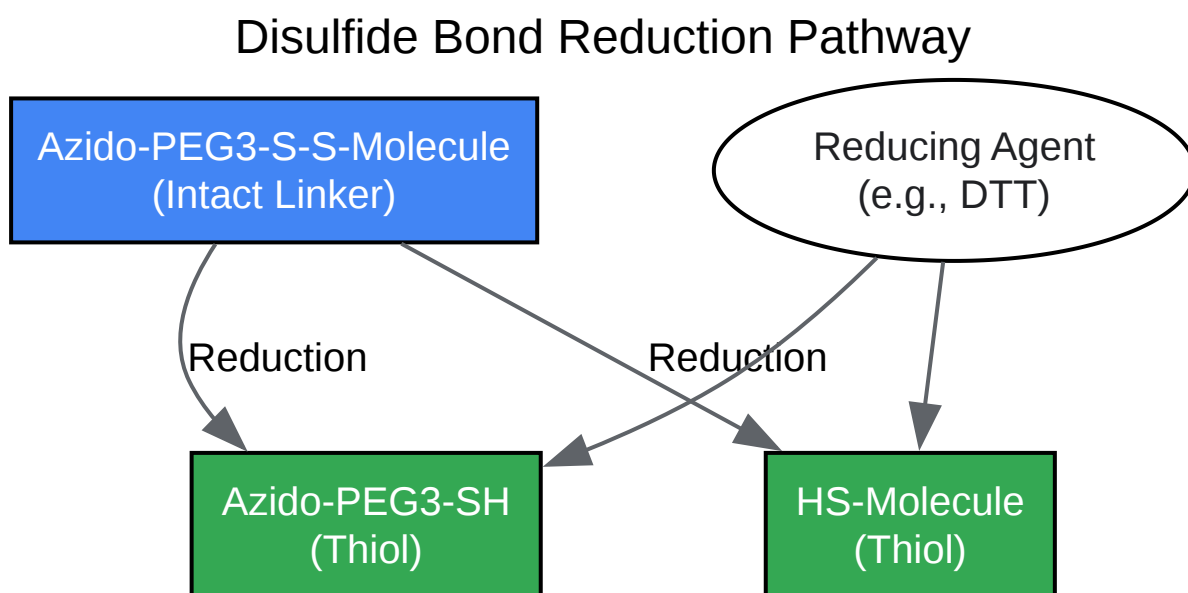 Disulfide Bond Reduction Pathway
Azido-PEG3-S-S-Molecule
(Intact Linker)
Reducing Agent
(e.g., DTT)
Reduction
Reduction
Azido-PEG3-SH
(Thiol)
HS-Molecule
(Thiol)